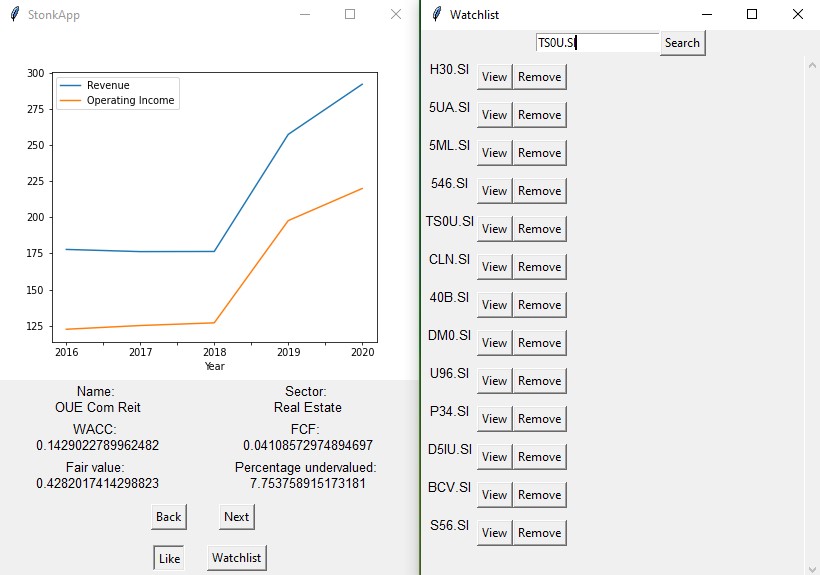 StonkApp
300
275
250
225
200
175
150
125
Revenue
Operating Income
2016 2017 2018 2019 2020
Year
Name: Sector:
OUE Com Reit Real Estate
WACC: FCF:
0.1429022789962482 0.04108572974894697
Fair value: Percentage undervalued:
0.4282017414298823 7.753758915173181
Back Next
Like Watchlist
Watchlist
TS0U.SI Search
H30.SI View Remove
5UA.SI View Remove
5ML.SI View Remove
546.SI View Remove
TS0U.SI View Remove
CLN.SI View Remove
40B.SI View Remove
DM0.SI View Remove
U96.SI View Remove
P34.SI View Remove
D5IU.SI View Remove
BCV.SI View Remove
S56.SI View Remove